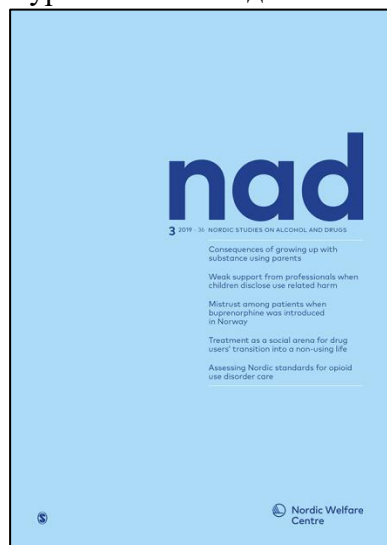 nad
3 2019 · 36 NORDIC STUDIES ON ALCOHOL AND DRUGS
Consequences of growing up with
substance using parents
Weak support from professionals when
children disclose use related harm
Mistrust among patients when
buprenorphine was introduced
in Norway
Treatment as a social arena for drug
users' transition into a non-using life
Assessing Nordic standards for opioid
use disorder care
Nordic Welfare
Centre